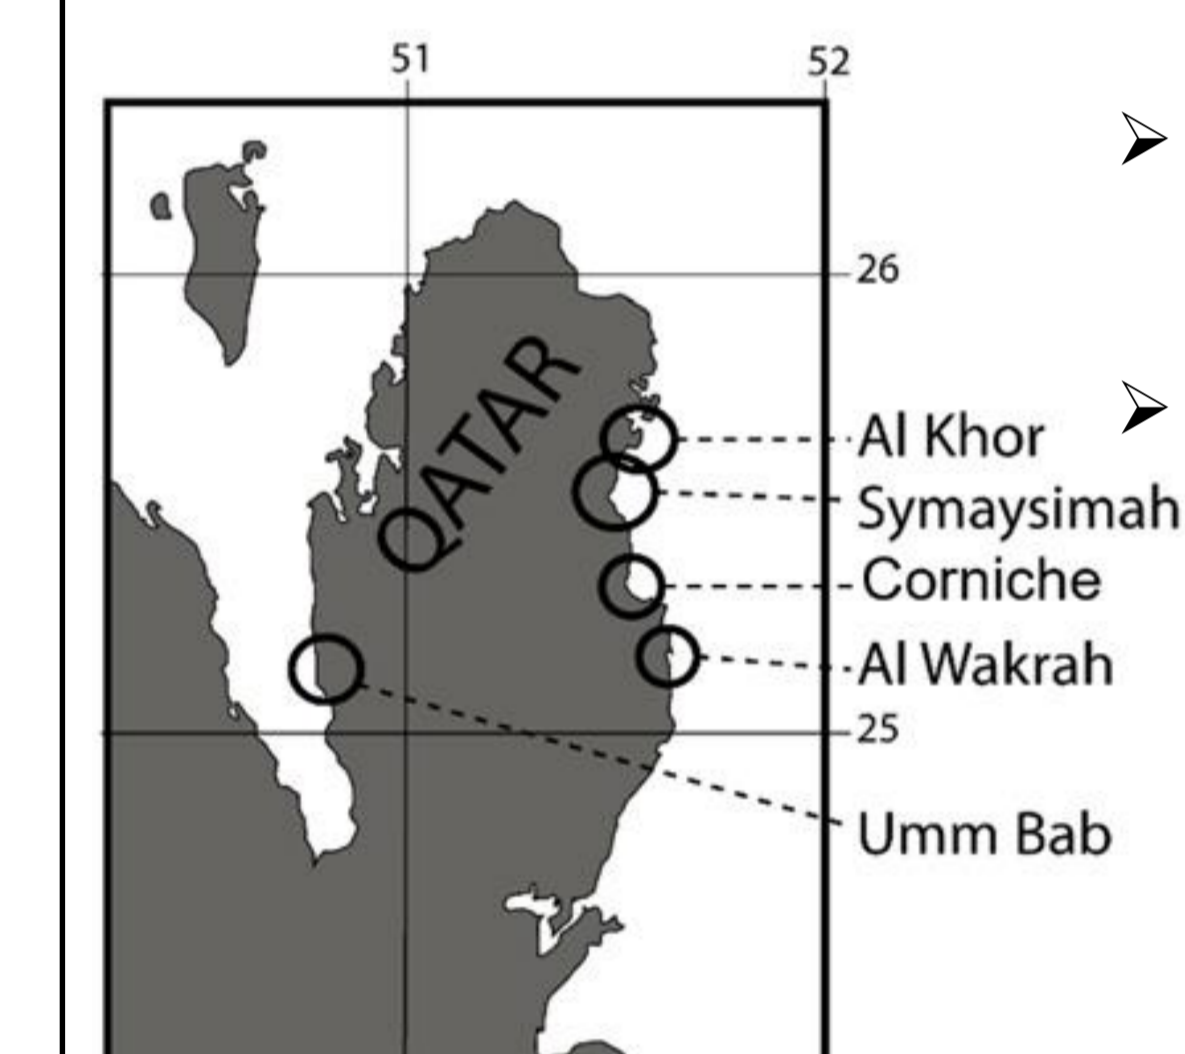 51
52
26
QATAR
Al Khor
Symaysimah
Corniche
Al Wakrah
25
Umm Bab